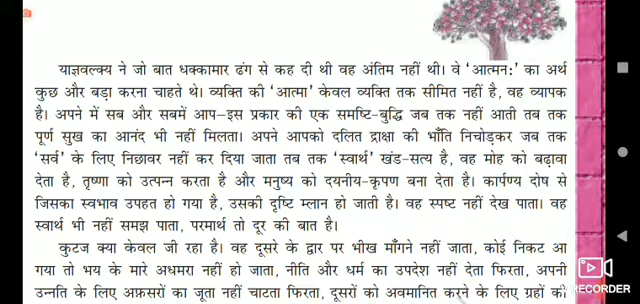 याज्ञवल्क्य ने जो बात धक्कामार ढंग से कह दी थी वह अंतिम नहीं थी। वे ‘आत्मनः’ का अर्थ
कुछ और बड़ा करना चाहते थे। व्यक्ति की ‘आत्मा’ केवल व्यक्ति तक सीमित नहीं है, वह व्यापक
है। अपने में सब और सबमें आप—इस प्रकार की एक समष्टि-बुद्धि जब तक नहीं आती तब तक
पूर्ण सुख का आनंद भी नहीं मिलता। अपने आपको दलित द्राक्षा की भाँति निचोड़कर जब तक
‘सर्व’ के लिए निछावर नहीं कर दिया जाता तब तक ‘स्वार्थ’ खंड-सत्य है, वह मोह को बढ़ावा
देता है, तृष्णा को उत्पन्न करता है और मनुष्य को दयनीय-कृपण बना देता है। कार्पण्य दोष से
जिसका स्वभाव उपहत हो गया है, उसकी दृष्टि म्लान हो जाती है। वह स्पष्ट नहीं देख पाता। वह
स्वार्थ भी नहीं समझ पाता, परमार्थ तो दूर की बात है।
कुटज क्या केवल जी रहा है। वह दूसरे के द्वार पर भीख माँगने नहीं जाता, कोई निकट आ
गया तो भय के मारे अधमरा नहीं हो जाता, नीति और धर्म का उपदेश नहीं देता फिरता, अपनी
उन्नति के लिए अफ़सरों का जूता नहीं चाटता फिरता, दूसरों को अवमानित करने के लिए ग्रहों की
RECORDER